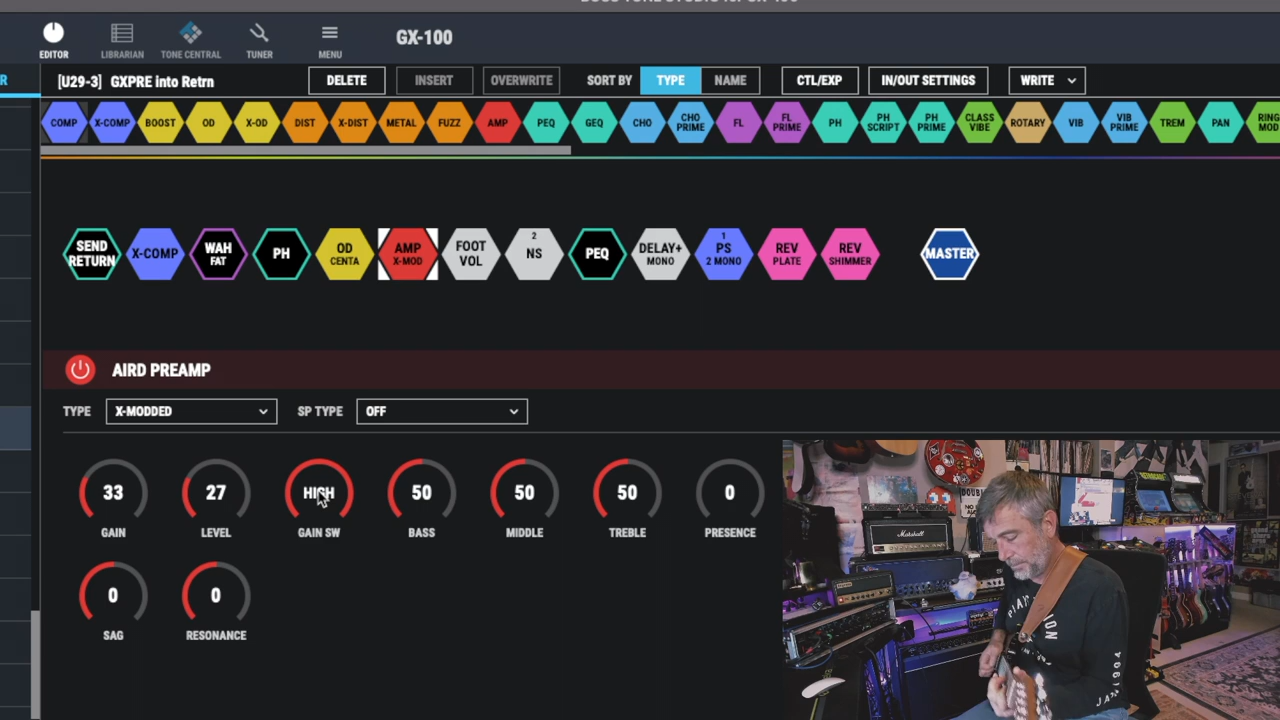 GX-100
EDITOR
LIBRARIAN
TONE CENTRAL
TUNER
MENU
R
[U29-3] GXPRE into Retrn
DELETE
INSERT
OVERWRITE
SORT BY
TYPE
NAME
CTL/EXP
IN/OUT SETTINGS
WRITE
COMP
X-COMP
BOOST
OD
X-OD
DIST
X-DIST
METAL
FUZZ
AMP
PEQ
GEQ
CHO
CHO
PRIME
FL
FL
PRIME
PH
PH
SCRIPT
PH
PRIME
CLASS
VIBE
ROTARY
VIB
VIB
PRIME
TREM
PAN
RING
MOD
SEND
RETURN
X-COMP
WAH
FAT
PH
OD
CENTA
AMP
X-MOD
FOOT
VOL
2
NS
PEQ
DELAY+
MONO
1
PS
2 MONO
REV
PLATE
REV
SHIMMER
MASTER
AIRD PREAMP
TYPE
X-MODDED
SP TYPE
OFF
33
27
HIGH
50
50
50
0
GAIN
LEVEL
GAIN SW
BASS
MIDDLE
TREBLE
PRESENCE
0
0
SAG
RESONANCE
Marshall